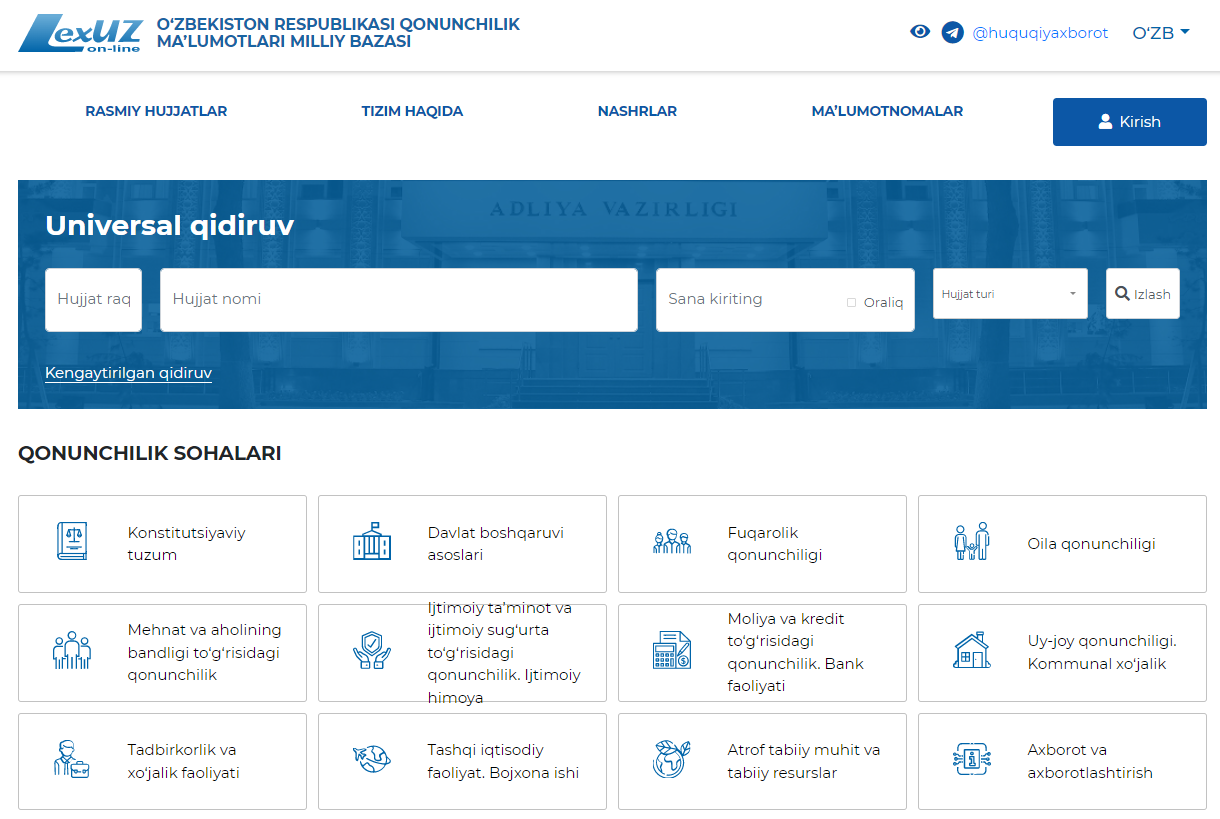 LexUZ
on-line
O‘ZBEKISTON RESPUBLIKASI QONUNCHILIK
MA’LUMOTLARI MILLIY BAZASI
@huquqiyaxborot
O‘ZB
RASMIY HUJJATLAR
TIZIM HAQIDA
NASHRLAR
MA’LUMOTNOMALAR
Kirish
ADLIYA VAZIRLIGI
Universal qidiruv
Hujjat raq
Hujjat nomi
Sana kiriting
Oraliq
Hujjat turi
Izlash
Kengaytirilgan qidiruv
QONUNCHILIK SOHALARI
Konstitutsiyaviy
tuzum
Davlat boshqaruvi
asoslari
Fuqarolik
qonunchiligi
Oila qonunchiligi
Mehnat va aholining
bandligi to‘g‘risidagi
qonunchilik
Ijtimoiy ta’minot va
ijtimoiy sug‘urta
to‘g‘risidagi
qonunchilik. Ijtimoiy
himoya
Moliya va kredit
to‘g‘risidagi
qonunchilik. Bank
faoliyati
Uy-joy qonunchiligi.
Kommunal xo‘jalik
Tadbirkorlik va
xo‘jalik faoliyati
Tashqi iqtisodiy
faoliyat. Bojxona ishi
Atrof tabiiy muhit va
tabiiy resurslar
Axborot va
axborotlashtirish